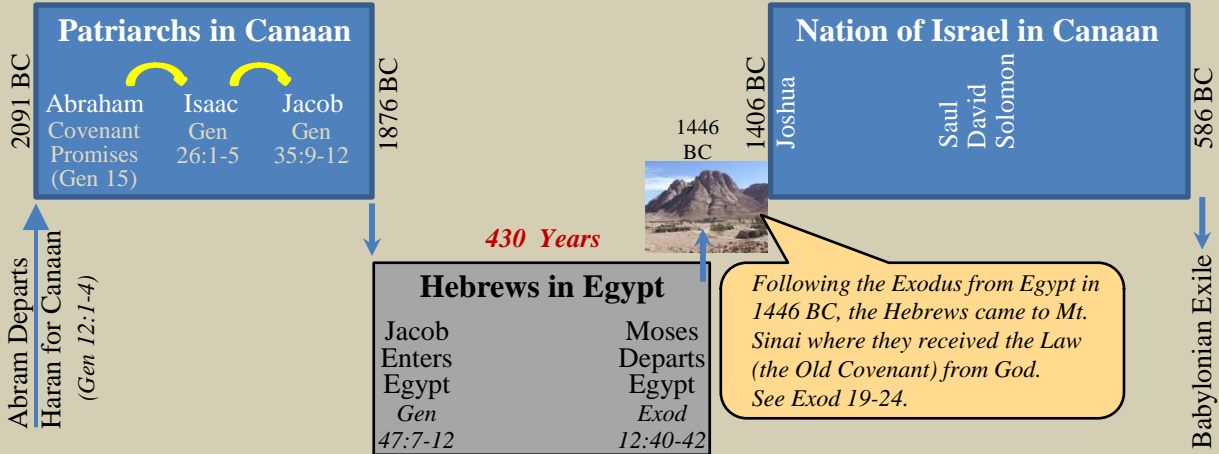 2091 BC
Patriarchs in Canaan
Abraham
Covenant
Promises
(Gen 15)
Isaac
Gen
26:1-5
Jacob
Gen
35:9-12
1876 BC
Abram Departs
Haran for Canaan
(Gen 12:1-4)
430 Years
Hebrews in Egypt
Jacob
Enters
Egypt
Gen
47:7-12
Moses
Departs
Egypt
Exod
12:40-42
1446
BC
Following the Exodus from Egypt in
1446 BC, the Hebrews came to Mt.
Sinai where they received the Law
(the Old Covenant) from God.
See Exod 19-24.
1406 BC
Nation of Israel in Canaan
Joshua
Saul
David
Solomon
586 BC
Babylonian Exile